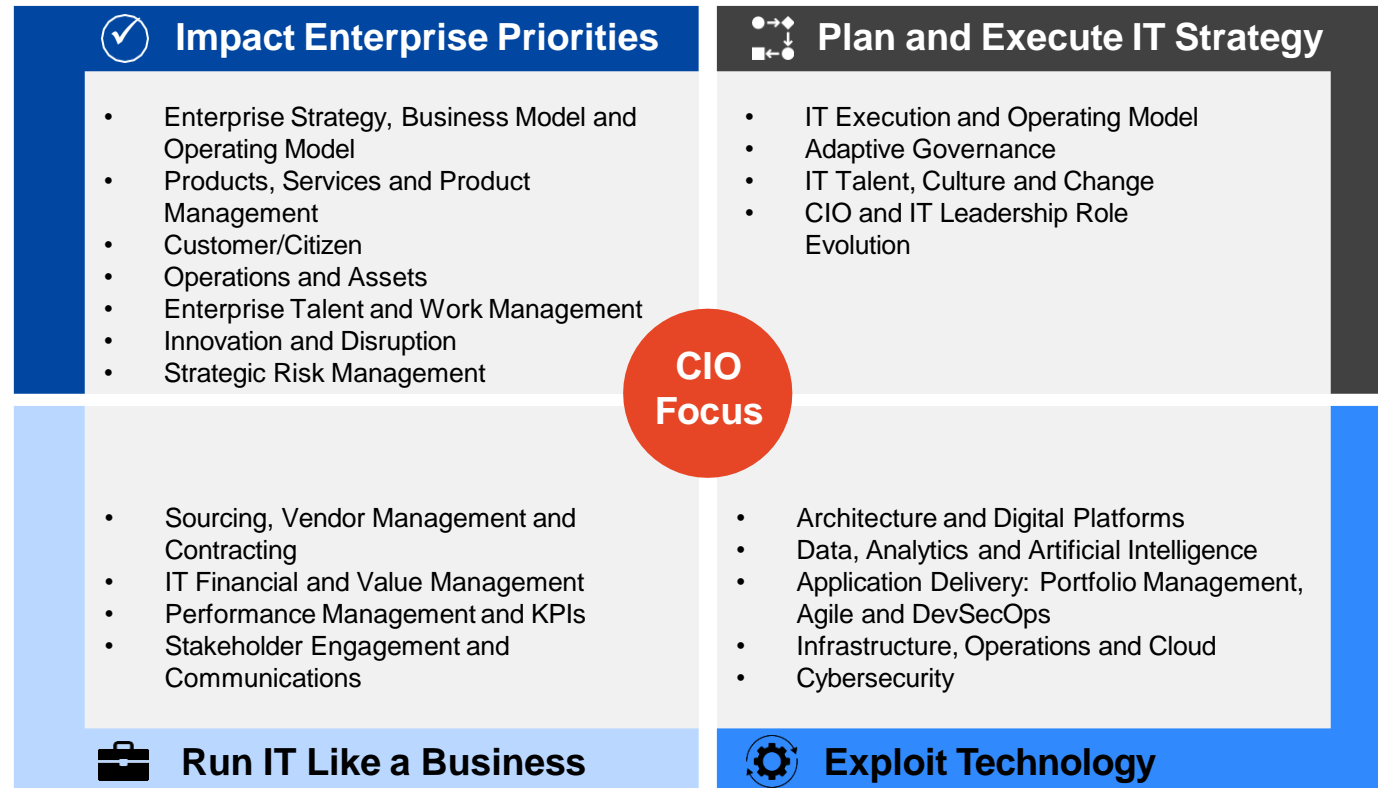 Impact Enterprise Priorities
• Enterprise Strategy, Business Model and
Operating Model
• Products, Services and Product
Management
• Customer/Citizen
• Operations and Assets
• Enterprise Talent and Work Management
• Innovation and Disruption
• Strategic Risk Management
Plan and Execute IT Strategy
• IT Execution and Operating Model
• Adaptive Governance
• IT Talent, Culture and Change
• CIO and IT Leadership Role
Evolution
CIO
Focus
• Sourcing, Vendor Management and
Contracting
• IT Financial and Value Management
• Performance Management and KPIs
• Stakeholder Engagement and
Communications
Run IT Like a Business
• Architecture and Digital Platforms
• Data, Analytics and Artificial Intelligence
• Application Delivery: Portfolio Management,
Agile and DevSecOps
• Infrastructure, Operations and Cloud
• Cybersecurity
Exploit Technology